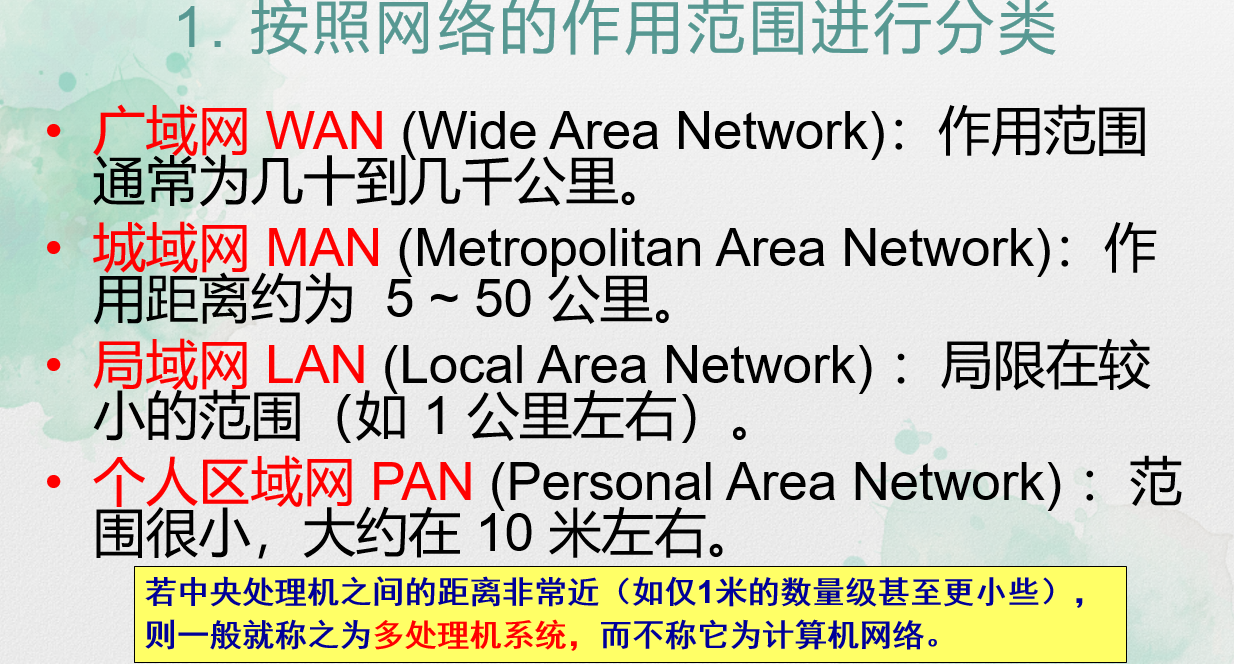 1. 按照网络的作用范围进行分类
• 广域网 WAN (Wide Area Network)：作用范围
通常为几十到几千公里。
• 城域网 MAN (Metropolitan Area Network)：作
用距离约为 5 ~ 50 公里。
• 局域网 LAN (Local Area Network) ：局限在较
小的范围（如 1 公里左右）。
• 个人区域网 PAN (Personal Area Network) ：范
围很小，大约在 10 米左右。
若中央处理机之间的距离非常近（如仅1米的数量级甚至更小些），
则一般就称之为多处理机系统，而不称它为计算机网络。